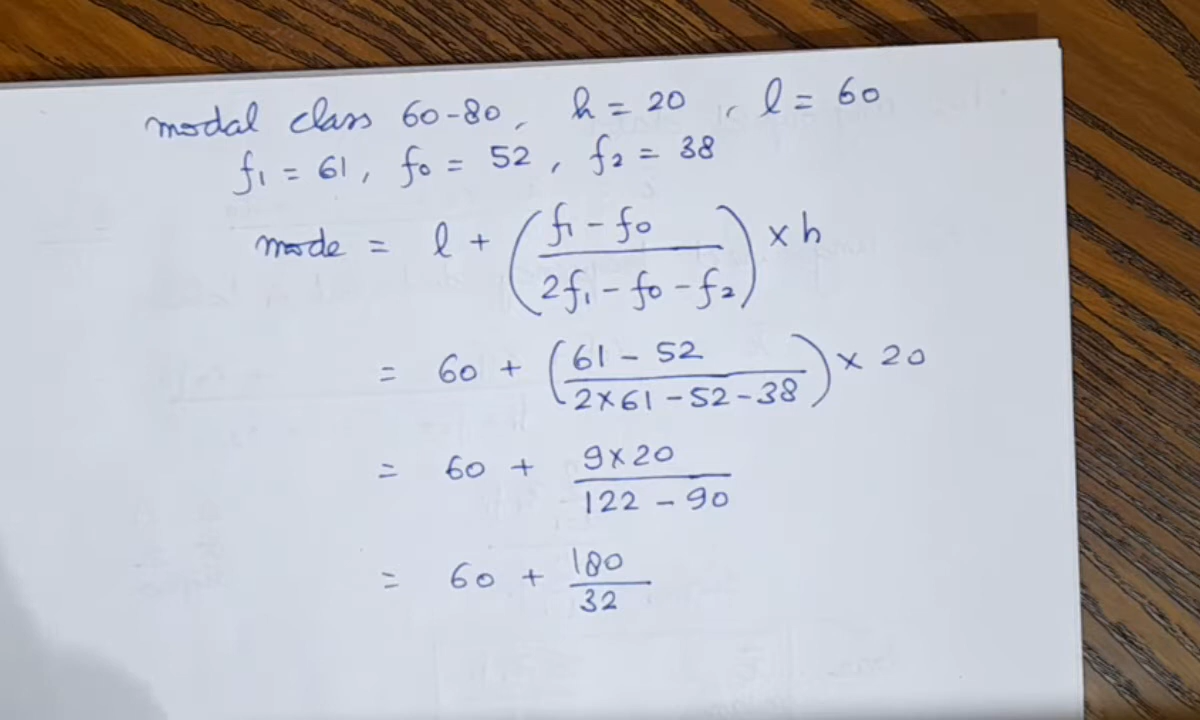 modal class 60-80, h = 20, l = 60
f1 = 61, f0 = 52, f2 = 38
mode = l + (f1 - f0 / 2f1 - f0 - f2) × h
= 60 + (61 - 52 / 2×61 - 52 - 38) × 20
= 60 + 9×20 / 122 - 90
= 60 + 180 / 32